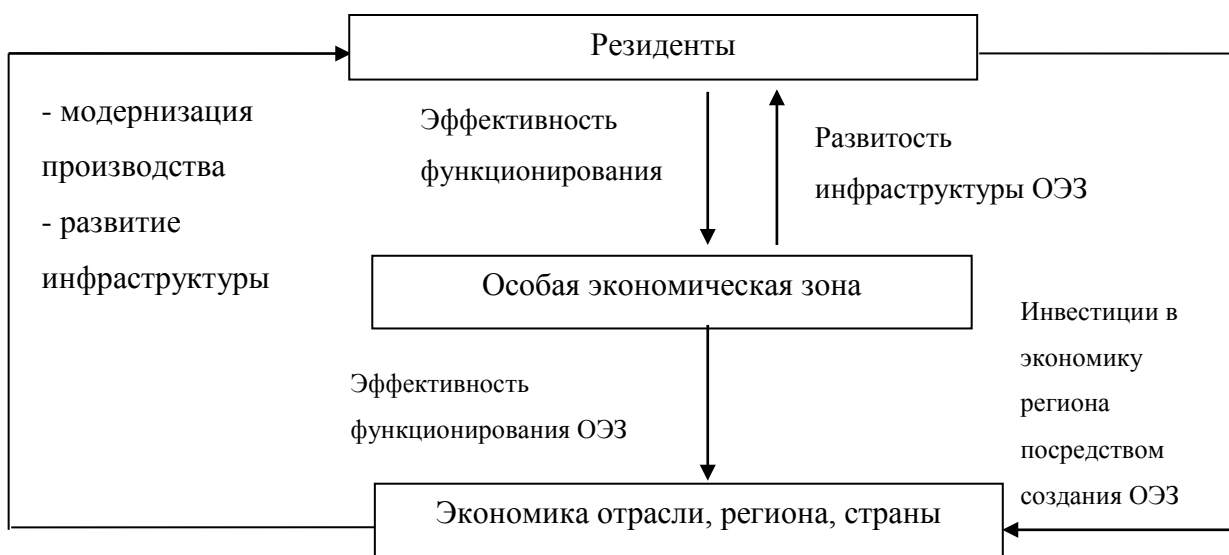 Резиденты
- модернизация
производства
- развитие
инфраструктуры
Эффективность
функционирования
Развитость
инфраструктуры ОЭЗ
Особая экономическая зона
Эффективность
функционирования ОЭЗ
Инвестиции в
экономику
региона
посредством
создания ОЭЗ
Экономика отрасли, региона, страны